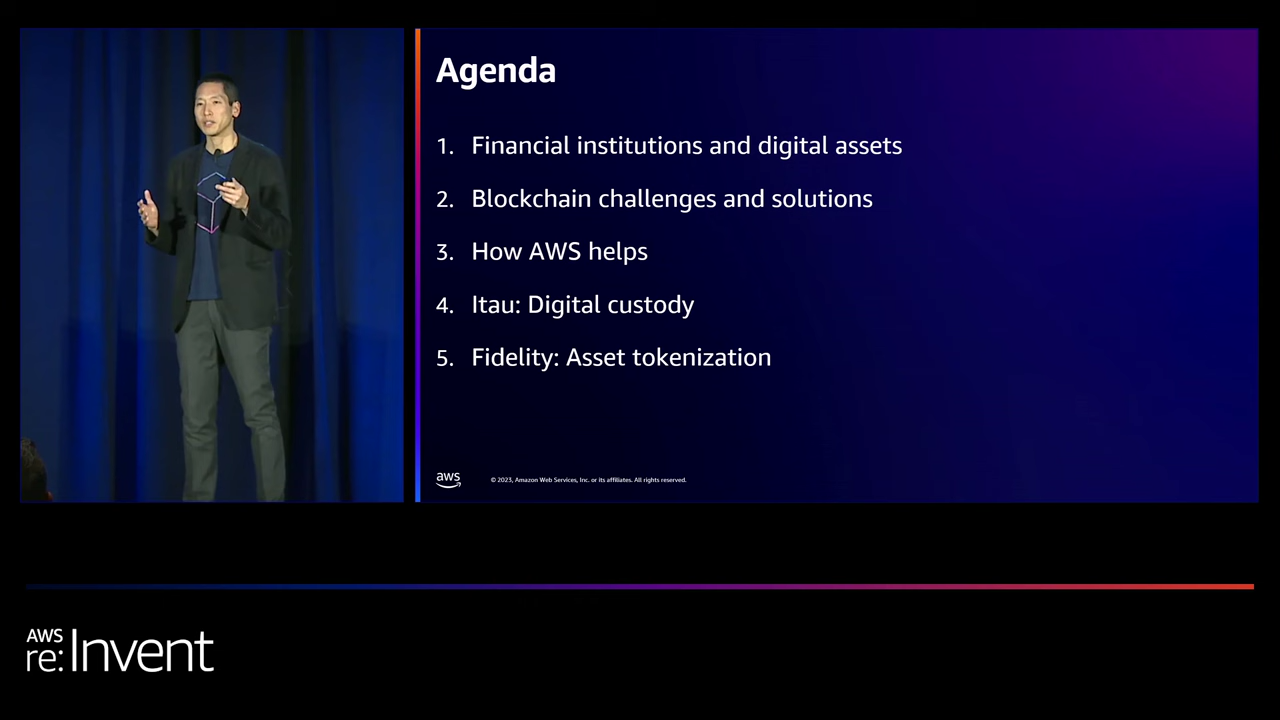 Agenda
1. Financial institutions and digital assets
2. Blockchain challenges and solutions
3. How AWS helps
4. Itau: Digital custody
5. Fidelity: Asset tokenization
aws
© 2023, Amazon Web Services, Inc. or its affiliates. All rights reserved.
AWS
re:Invent